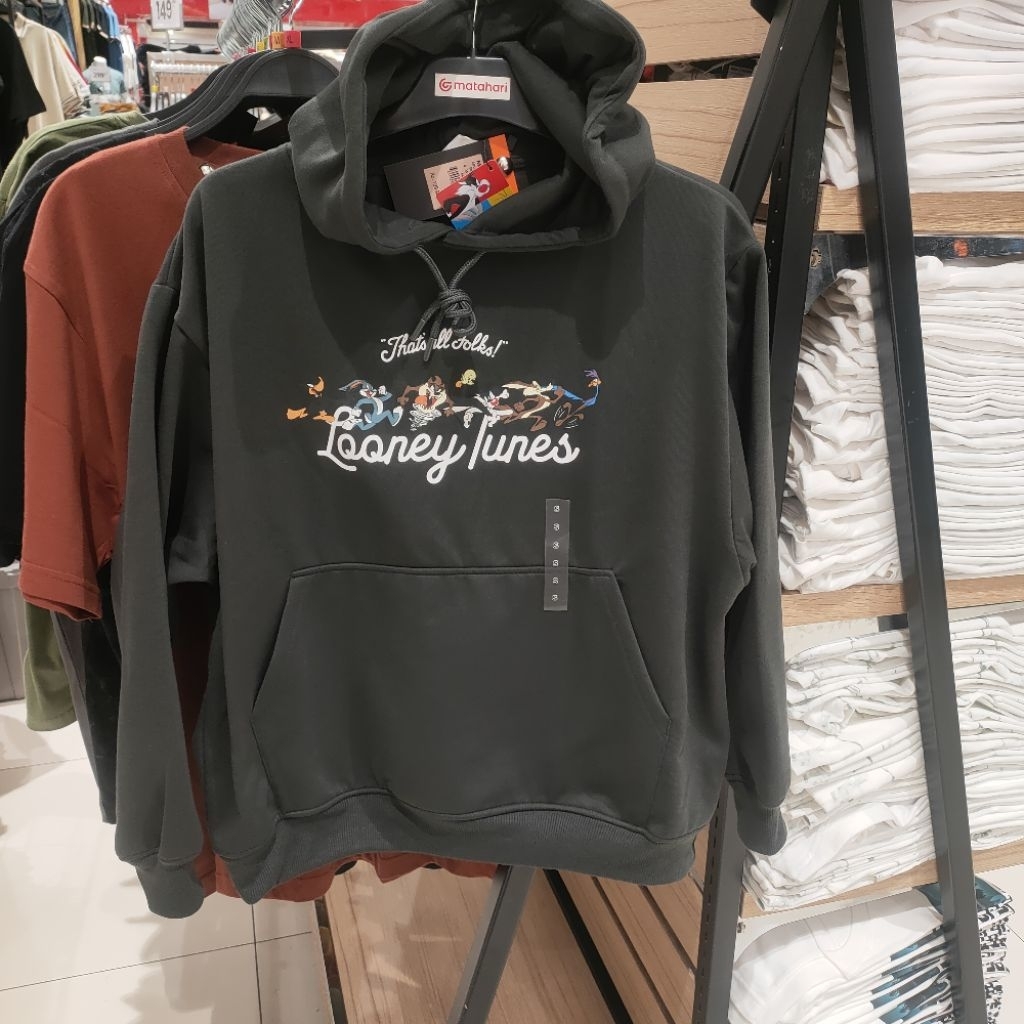 149
matahari
"That's all Folks!"
Looney Tunes